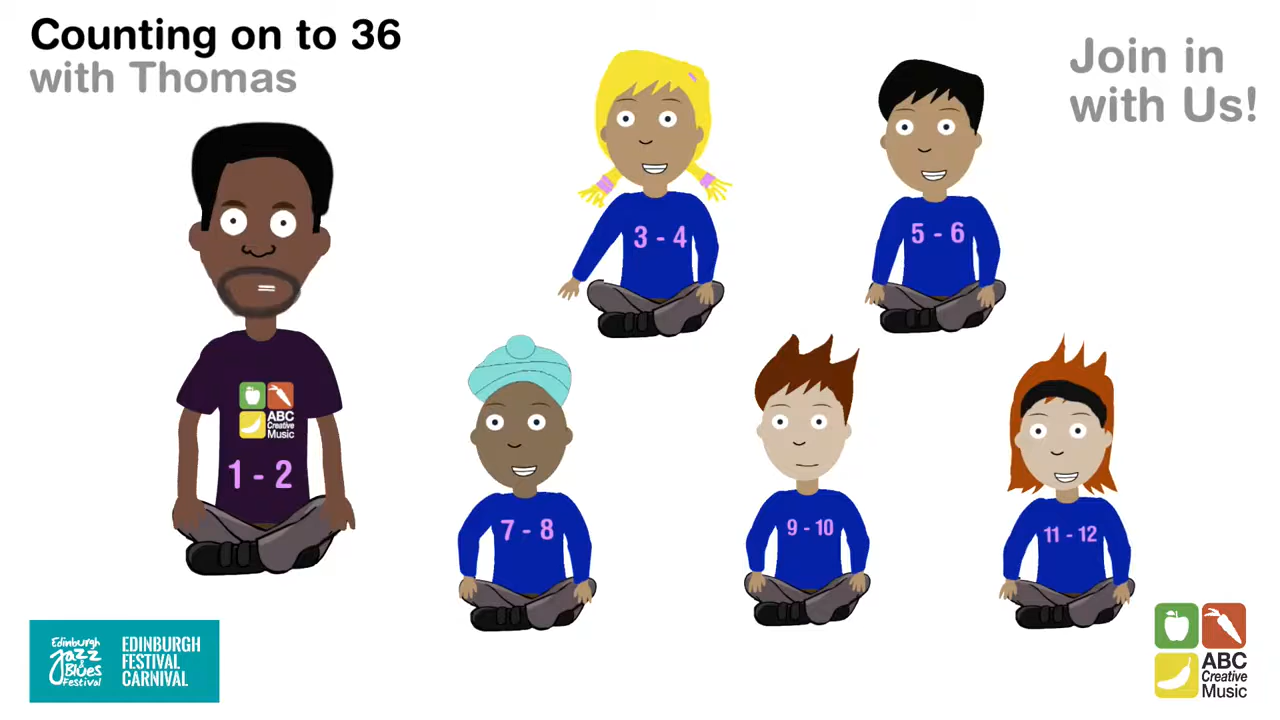 Counting on to 36
with Thomas
Join in
with Us!
3 - 4
5 - 6
ABC
Creative
Music
1 - 2
7 - 8
9 - 10
11 - 12
Edinburgh
Jazz &
Blues
Festival
EDINBURGH
FESTIVAL
CARNIVAL
ABC
Creative
Music